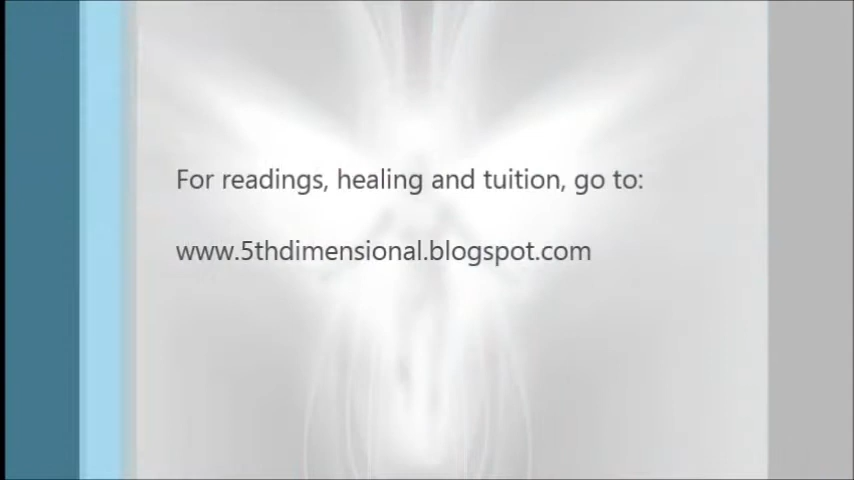 For readings, healing and tuition, go to:
www.5thdimensional.blogspot.com